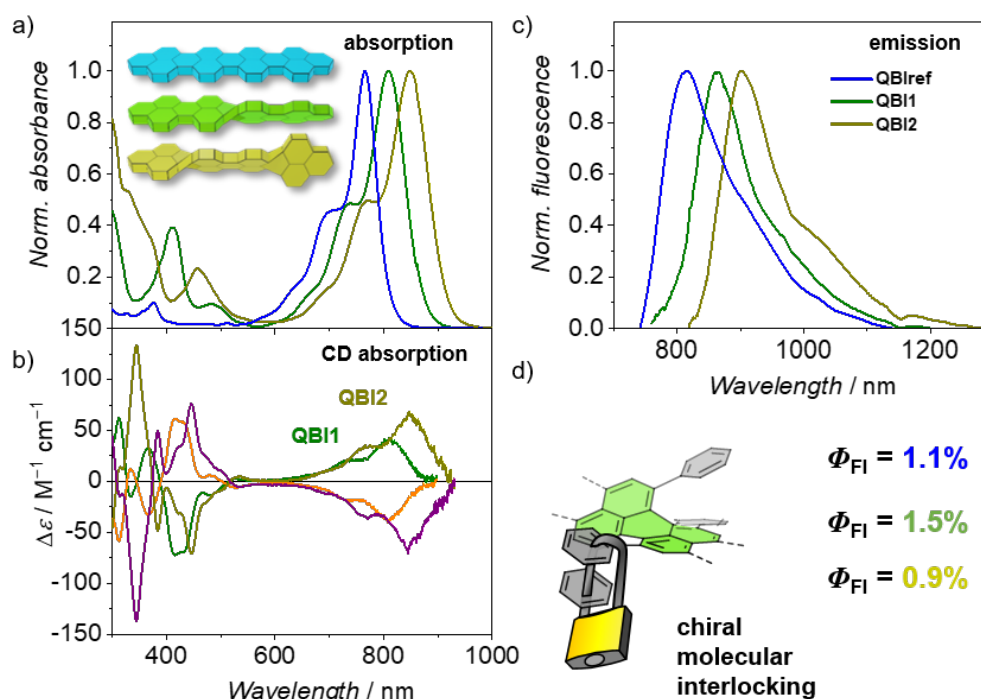 a)
absorption
Norm. absorbance
1.0
0.8
0.6
0.4
0.2
150
b)
CD absorption
QBI2
QBI1
Δε / M⁻¹ cm⁻¹
100
50
0
-50
-100
-150
400
600
800
1000
Wavelength / nm
c)
emission
QBIref
QBI1
QBI2
Norm. fluorescence
1.0
0.8
0.6
0.4
0.2
0.0
800
1000
1200
Wavelength / nm
d)
Φ_FI = 1.1%
Φ_FI = 1.5%
Φ_FI = 0.9%
chiral
molecular
interlocking